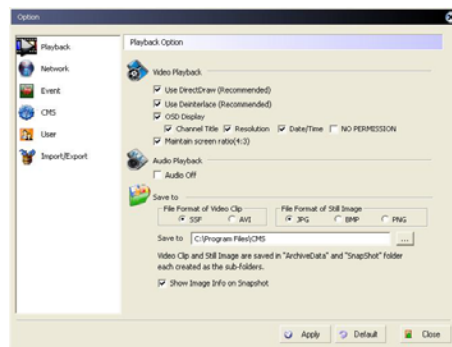 Option
Playback
Network
Event
CMS
User
Import/Export
Playback Option
Video Playback
Use DirectDraw (Recommended)
Use Deinterlace (Recommended)
OSD Display
Channel Title Resolution Date/Time NO PERMISSION
Maintain screen ratio(4:3)
Audio Playback
Audio Off
Save to
File Format of Video Clip File Format of Still Image
SSF AVI JPG BMP PNG
Save to C:\Program Files\CMS ...
Video Clip and Still Image are saved in "ArchiveData" and "SnapShot" folder
each created as the sub-folders.
Show Image Info on Snapshot
Apply Default Close